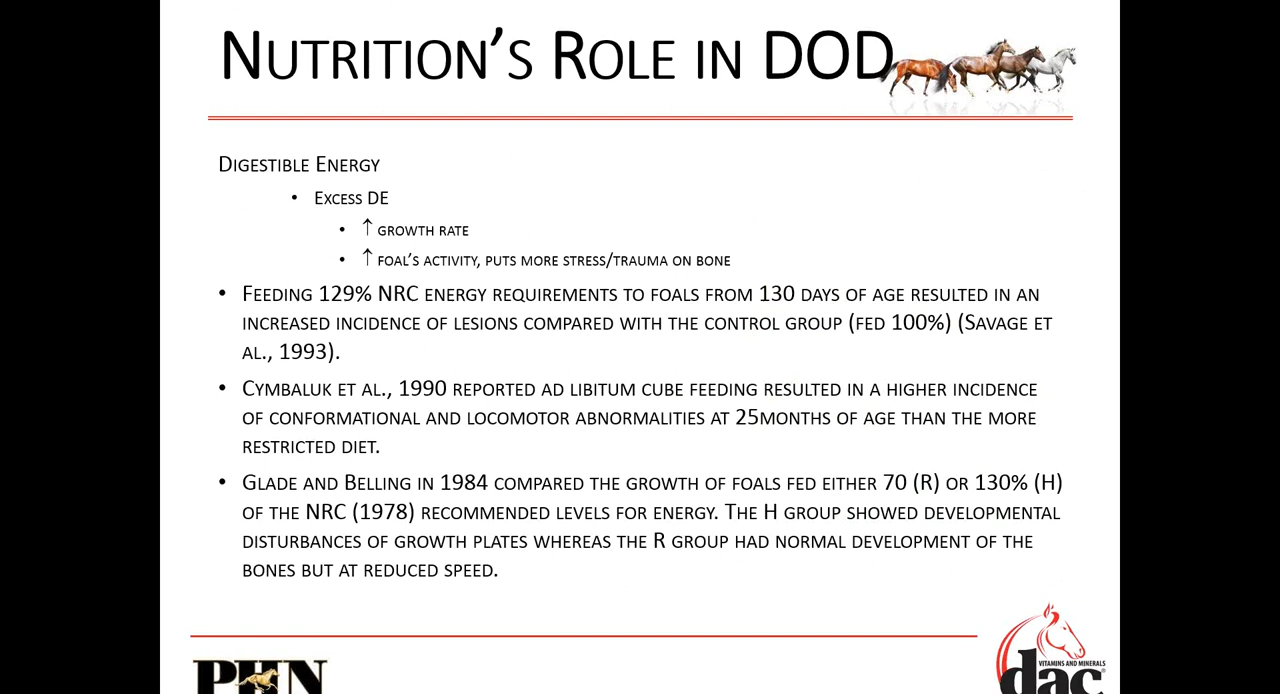 Nutrition's Role in DOD
Digestible Energy
• Excess DE
• ↑ growth rate
• ↑ foal's activity, puts more stress/trauma on bone
• Feeding 129% NRC energy requirements to foals from 130 days of age resulted in an
increased incidence of lesions compared with the control group (fed 100%) (Savage et
al., 1993).
• Cymbaluk et al., 1990 reported ad libitum cube feeding resulted in a higher incidence
of conformational and locomotor abnormalities at 25months of age than the more
restricted diet.
• Glade and Belling in 1984 compared the growth of foals fed either 70 (R) or 130% (H)
of the NRC (1978) recommended levels for energy. The H group showed developmental
disturbances of growth plates whereas the R group had normal development of the
bones but at reduced speed.
PHN
VITAMINS AND MINERALS
dac